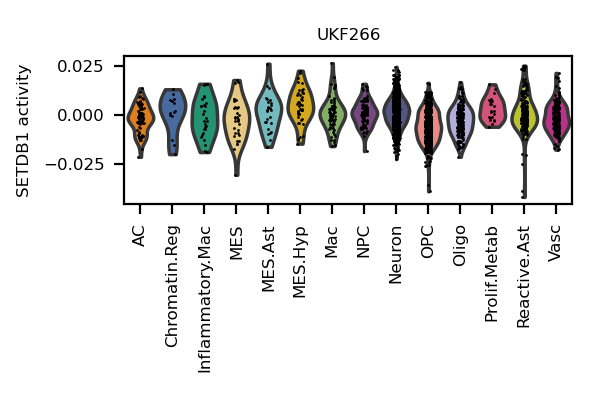 UKF266
SETDB1 activity
0.025
0.000
−0.025
AC
Chromatin.Reg
Inflammatory.Mac
MES
MES.Ast
MES.Hyp
Mac
NPC
Neuron
OPC
Oligo
Prolif.Metab
Reactive.Ast
Vasc